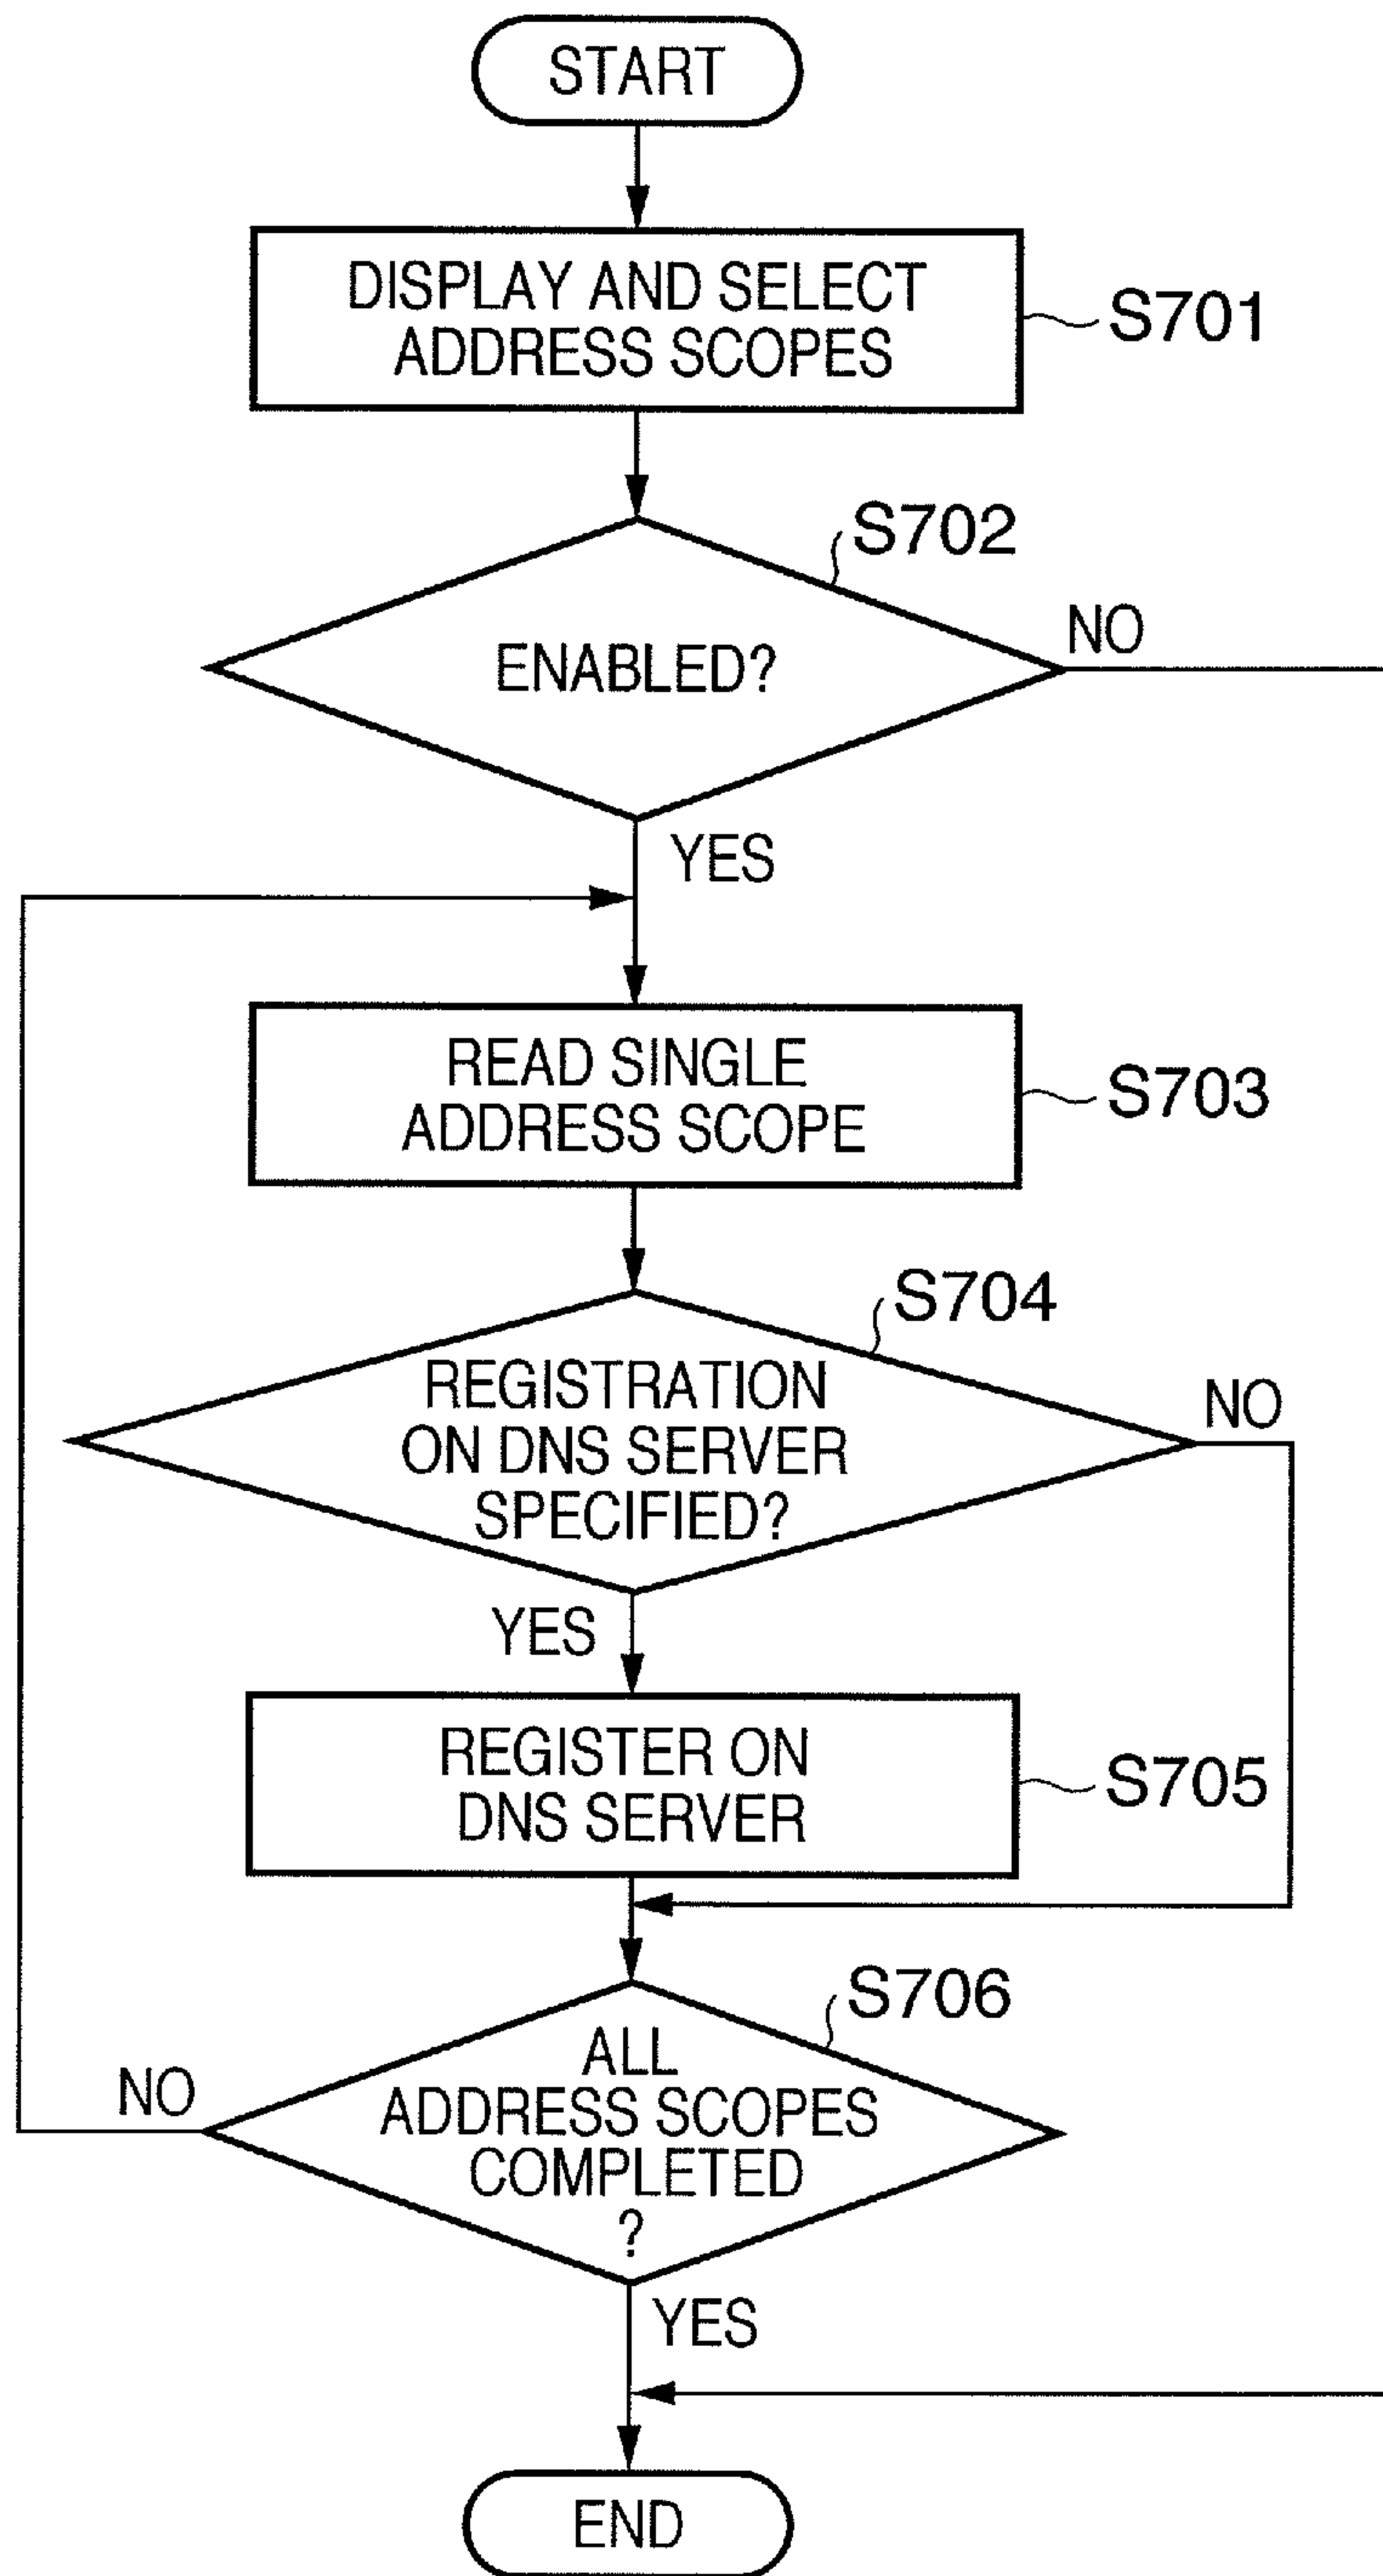 START
DISPLAY AND SELECT
ADDRESS SCOPES
S701
S702
ENABLED?
NO
YES
READ SINGLE
ADDRESS SCOPE
S703
S704
REGISTRATION
ON DNS SERVER
SPECIFIED?
NO
YES
REGISTER ON
DNS SERVER
S705
S706
ALL
ADDRESS SCOPES
COMPLETED
?
NO
YES
END